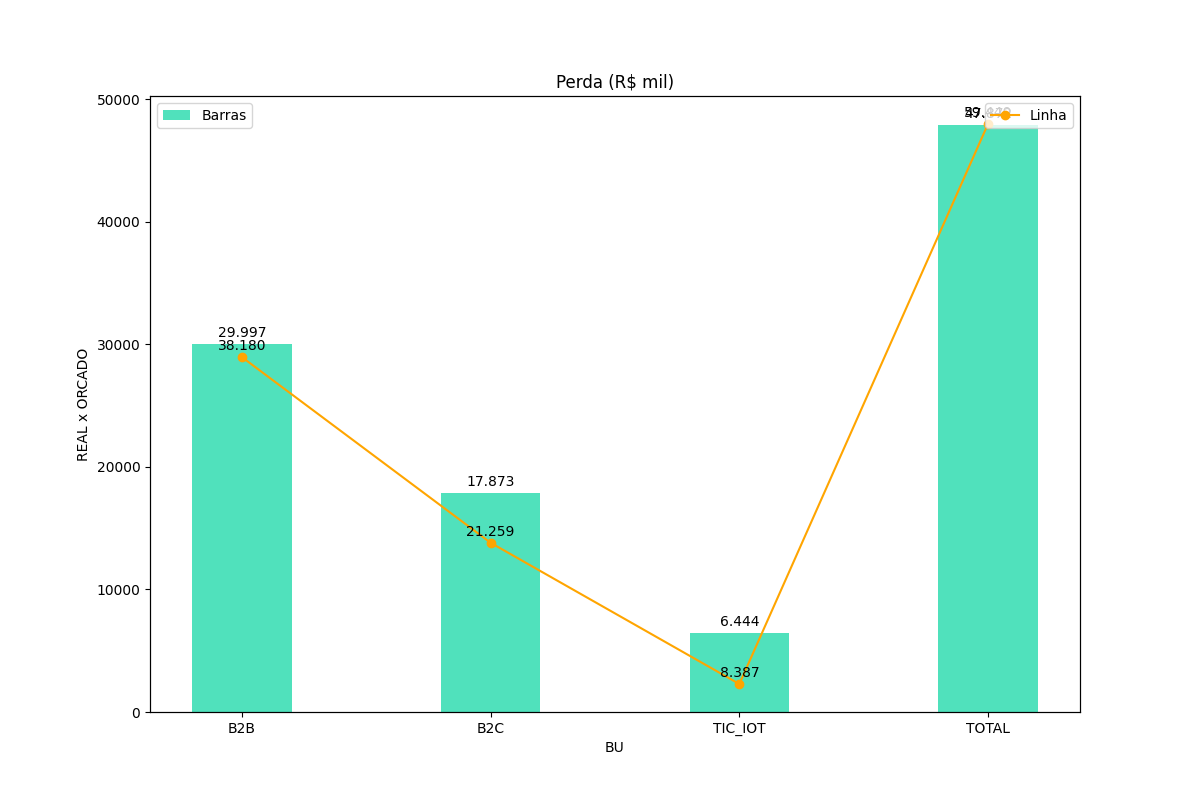 Perda (R$ mil)
50000
40000
30000
20000
10000
0
REAL x ORCADO
Barras
Linha
29.997
38.180
17.873
21.259
6.444
8.387
B2B
B2C
TIC_IOT
TOTAL
BU